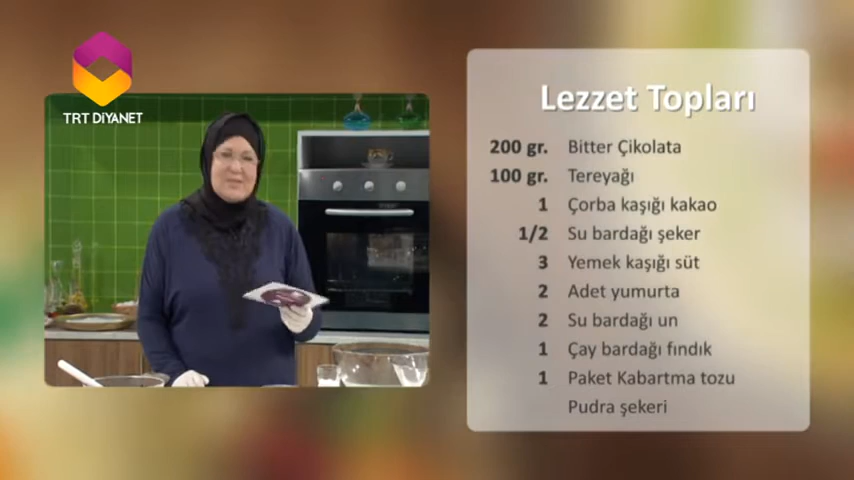 TRT DİYANET
Lezzet Topları
200 gr. Bitter Çikolata
100 gr. Tereyağı
1 Çorba kaşığı kakao
1/2 Su bardağı şeker
3 Yemek kaşığı süt
2 Adet yumurta
2 Su bardağı un
1 Çay bardağı fındık
1 Paket Kabartma tozu
Pudra şekeri